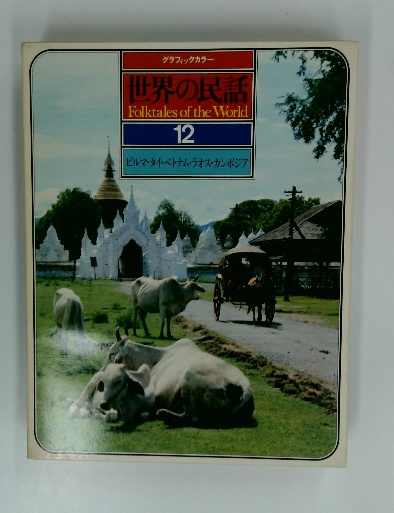 グラフィックカラー
世界の民話
Folktales of the World
12
ビルマ・タイ・ベトナム・ラオス・カンボジア